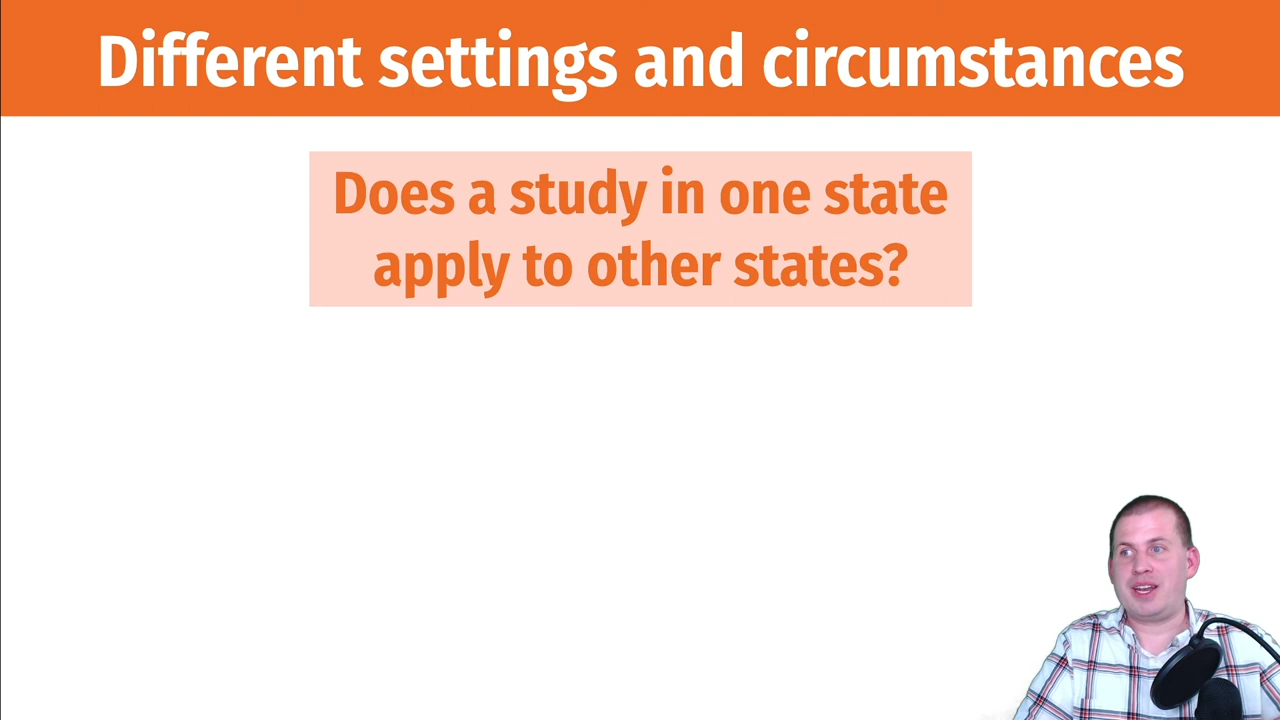 Different settings and circumstances
Does a study in one state
apply to other states?